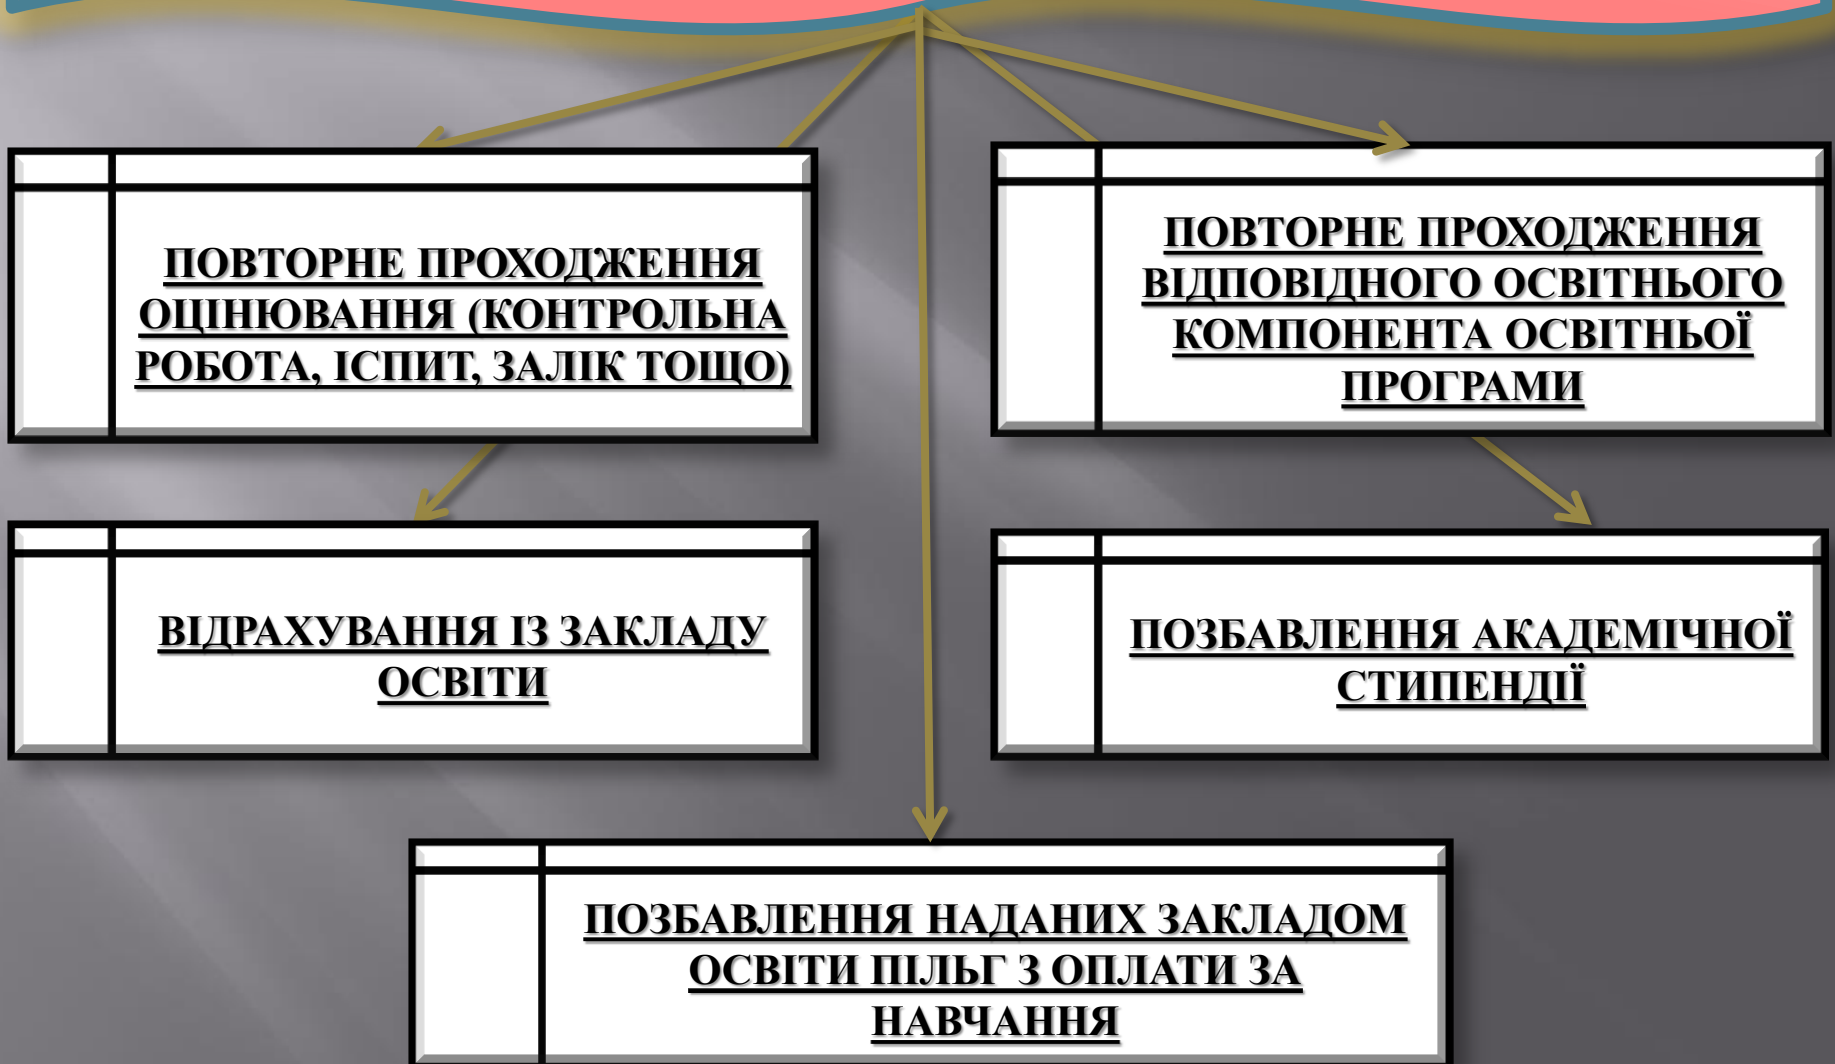 ПОВТОРНЕ ПРОХОДЖЕННЯ
ОЦІНЮВАННЯ (КОНТРОЛЬНА
РОБОТА, ІСПИТ, ЗАЛІК ТОЩО)
ПОВТОРНЕ ПРОХОДЖЕННЯ
ВІДПОВІДНОГО ОСВІТНЬОГО
КОМПОНЕНТА ОСВІТНЬОЇ
ПРОГРАМИ
ВІДРАХУВАННЯ ІЗ ЗАКЛАДУ
ОСВІТИ
ПОЗБАВЛЕННЯ АКАДЕМІЧНОЇ
СТИПЕНДІЇ
ПОЗБАВЛЕННЯ НАДАНИХ ЗАКЛАДОМ
ОСВІТИ ПІЛЬГ З ОПЛАТИ ЗА
НАВЧАННЯ